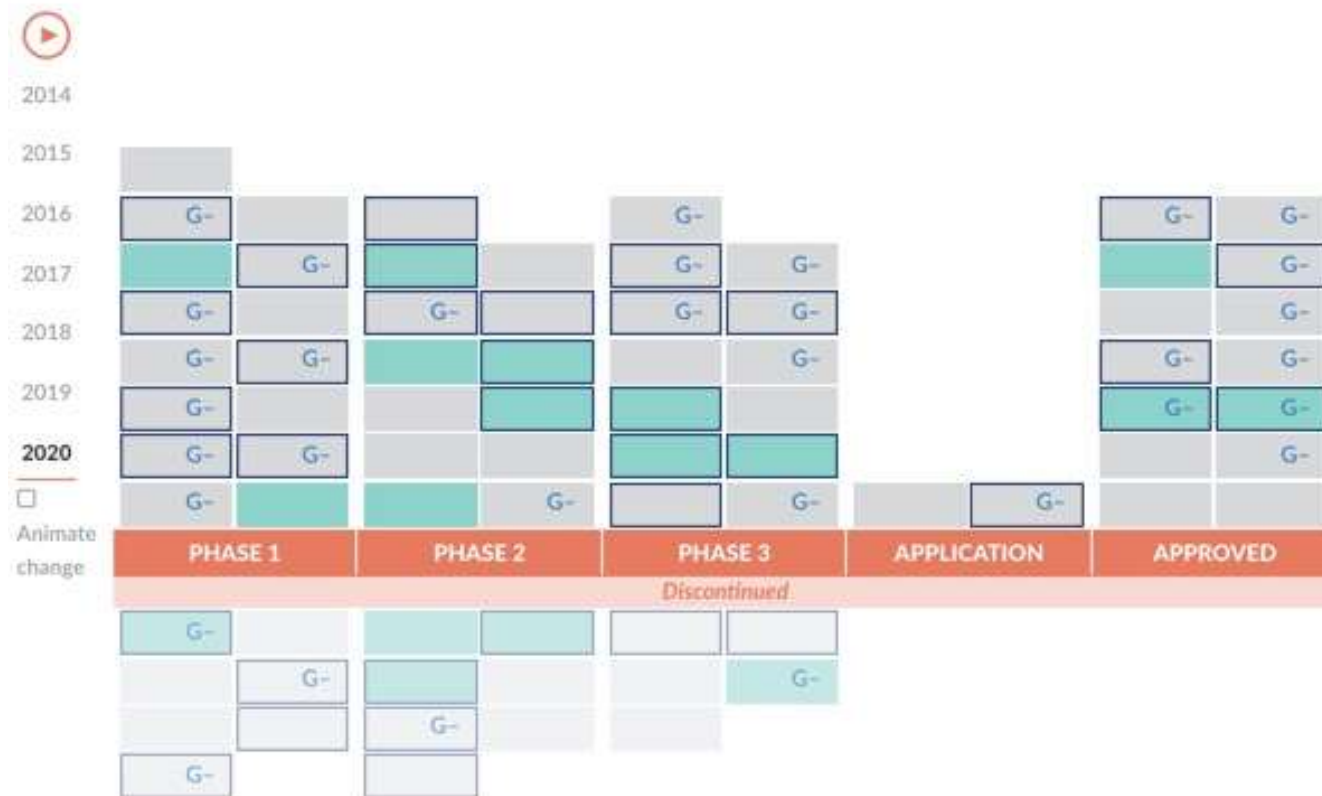 2014
2015
2016 G- G- G- G-
2017 G- G- G- G-
2018 G- G- G- G- G-
G- G- G- G- G-
2019 G- G- G-
2020 G- G- G-
G- G- G- G-
Animate
change
PHASE 1 PHASE 2 PHASE 3 APPLICATION APPROVED
Discontinued
G-
G- G-
G-
G-